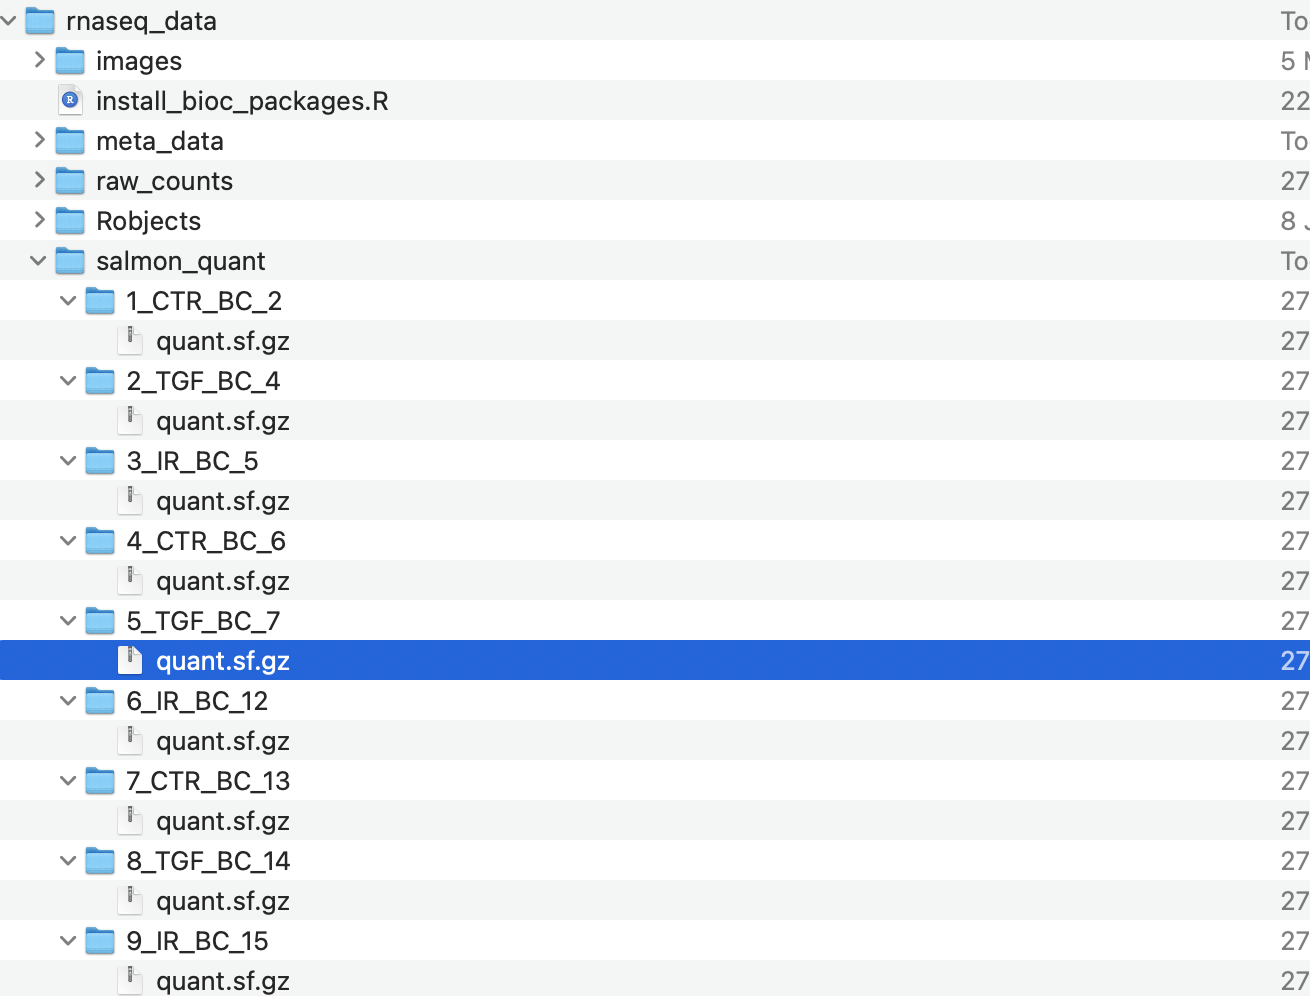 rnaseq_data To
images 5 M
install_bioc_packages.R 22
meta_data To
raw_counts 27
Robjects 8 J
salmon_quant To
1_CTR_BC_2 27
quant.sf.gz 27
2_TGF_BC_4 27
quant.sf.gz 27
3_IR_BC_5 27
quant.sf.gz 27
4_CTR_BC_6 27
quant.sf.gz 27
5_TGF_BC_7 27
quant.sf.gz 27
6_IR_BC_12 27
quant.sf.gz 27
7_CTR_BC_13 27
quant.sf.gz 27
8_TGF_BC_14 27
quant.sf.gz 27
9_IR_BC_15 27
quant.sf.gz 27